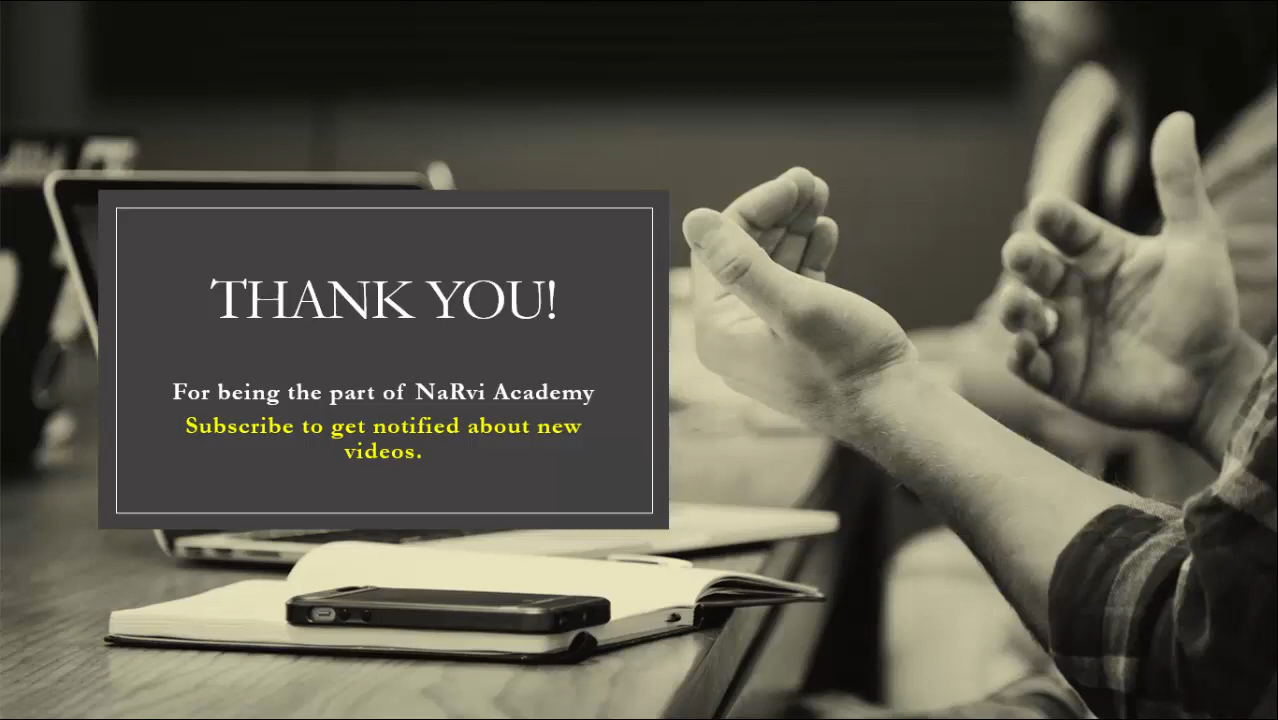 THANK YOU!
For being the part of NaRvi Academy
Subscribe to get notified about new
videos.